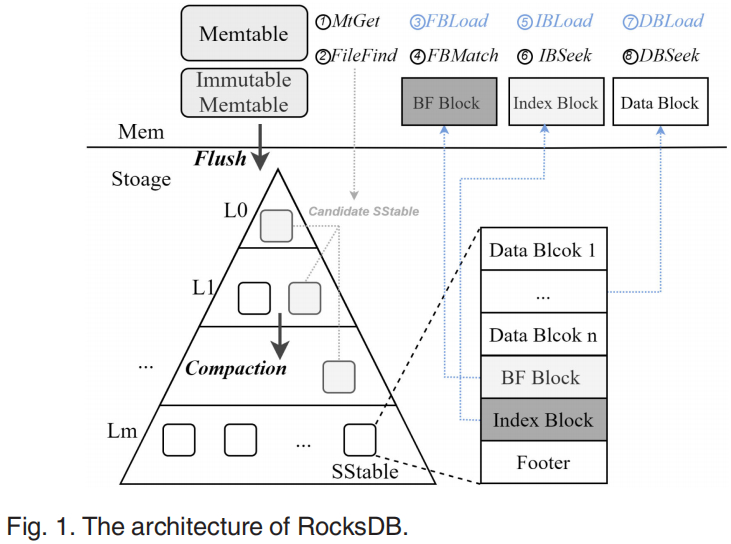 Memtable
①MtGet
③FBLoad
⑤IBLoad
⑦DBLoad
②FileFind
④FBMatch
⑥ IBSeek
⑧DBSeek
Immutable
Memtable
BF Block
Index Block
Data Block
Mem
Flush
Stoage
L0
Candidate SStable
L1
Compaction
...
Lm
...
SStable
Data Blcok 1
...
Data Blcok n
BF Block
Index Block
Footer
Fig. 1. The architecture of RocksDB.